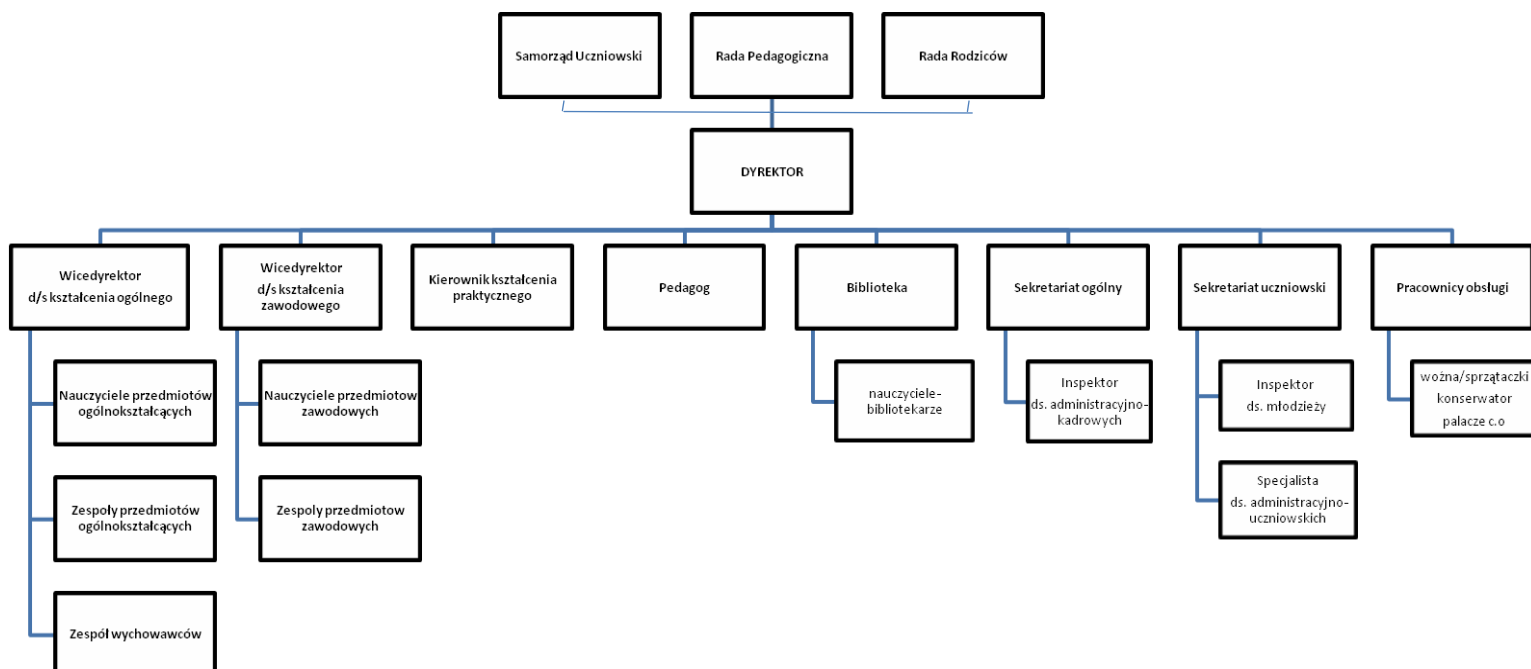 Samorząd Uczniowski
Rada Pedagogiczna
Rada Rodziców
DYREKTOR
Wicedyrektor
d/s kształcenia ogólnego
Wicedyrektor
d/s kształcenia
zawodowego
Kierownik kształcenia
praktycznego
Pedagog
Biblioteka
Sekretariat ogólny
Sekretariat uczniowski
Pracownicy obsługi
Nauczyciele przedmiotów
ogólnokształcących
Nauczyciele przedmiotow
zawodowych
nauczyciele-
bibliotekarze
Inspektor
ds. administracyjno-
kadrowych
Inspektor
ds. młodzieży
woźna/sprzątaczki
konserwator
palacze c.o
Zespoły przedmiotów
ogólnokształcących
Zespoly przedmiotow
zawodowych
Specjalista
ds. administracyjno-
uczniowskich
Zespół wychowawców